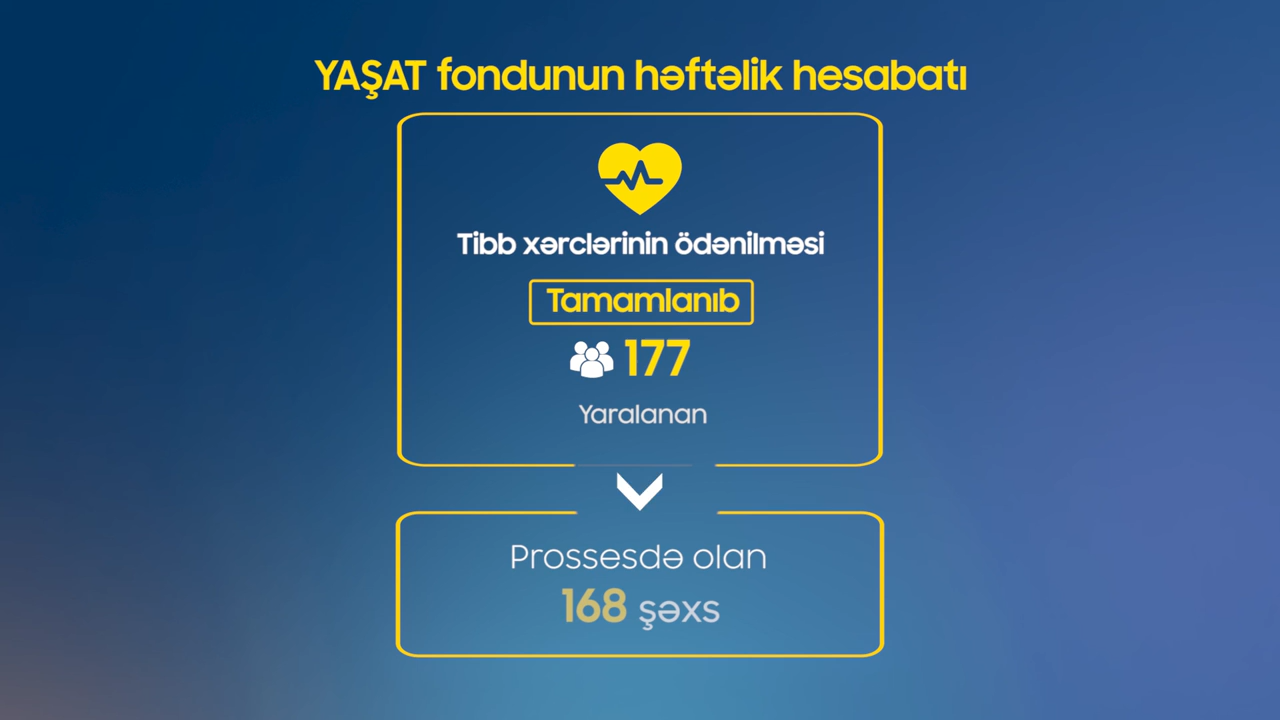 YAŞAT fondunun həftəlik hesabatı
Tibb xərclərinin ödənilməsi
Tamamlanıb
177
Yaralanan
Prossesdə olan
168 şəxs